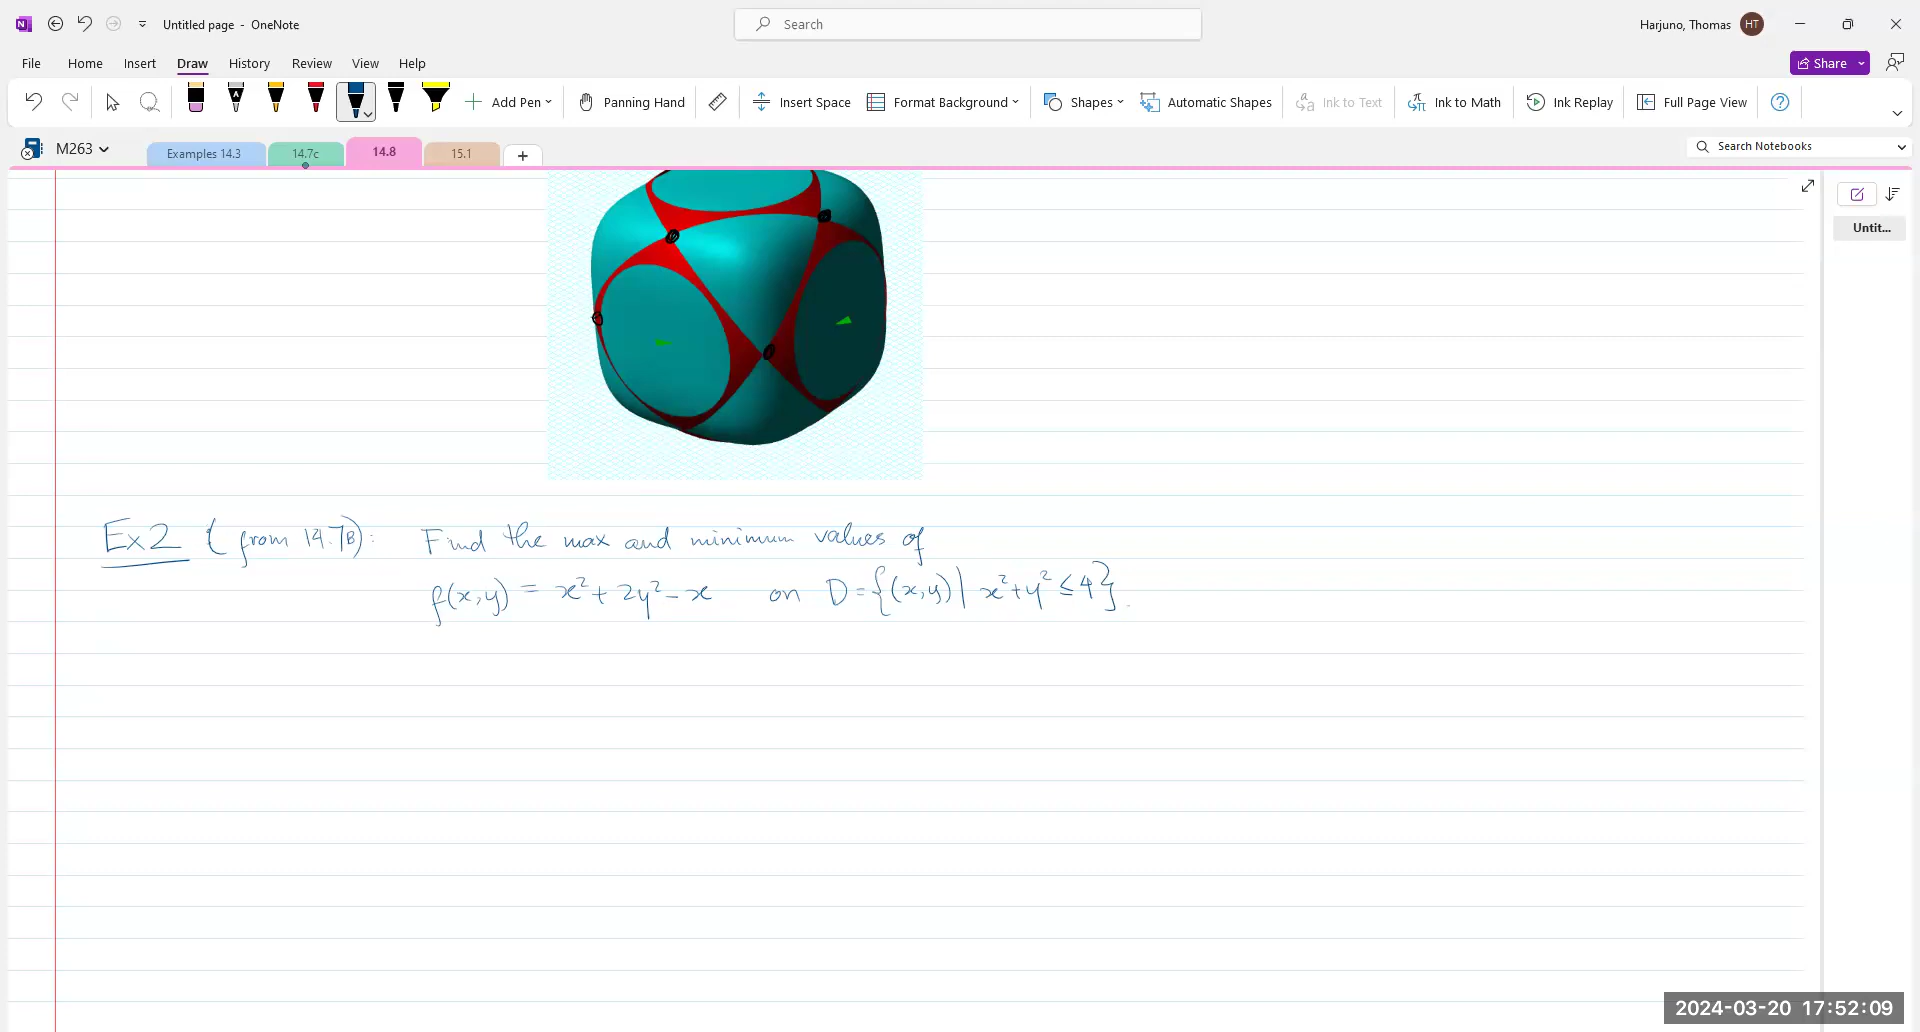 Untitled page - OneNote
Search
Harjuno, Thomas
HT
File Home Insert Draw History Review View Help
Share
Add Pen
Panning Hand
Insert Space
Format Background
Shapes
Automatic Shapes
Ink to Text
Ink to Math
Ink Replay
Full Page View
M263
Examples 14.3
14.7c
14.8
15.1
Search Notebooks
Untit...
Ex2 (from 14.7B): Find the max and minimum values of
f(x,y) = x²+2y²-x on D={(x,y)| x²+y²≤4}.
2024-03-20 17:52:09